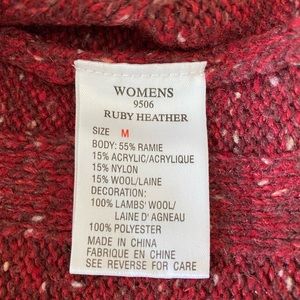 WOMENS
9506
RUBY HEATHER
SIZE M
BODY: 55% RAMIE
15% ACRYLIC/ACRYLIQUE
15% NYLON
15% WOOL/LAINE
DECORATION:
100% LAMBS' WOOL/
LAINE D'AGNEAU
100% POLYESTER
MADE IN CHINA
FABRIQUE EN CHINE
SEE REVERSE FOR CARE